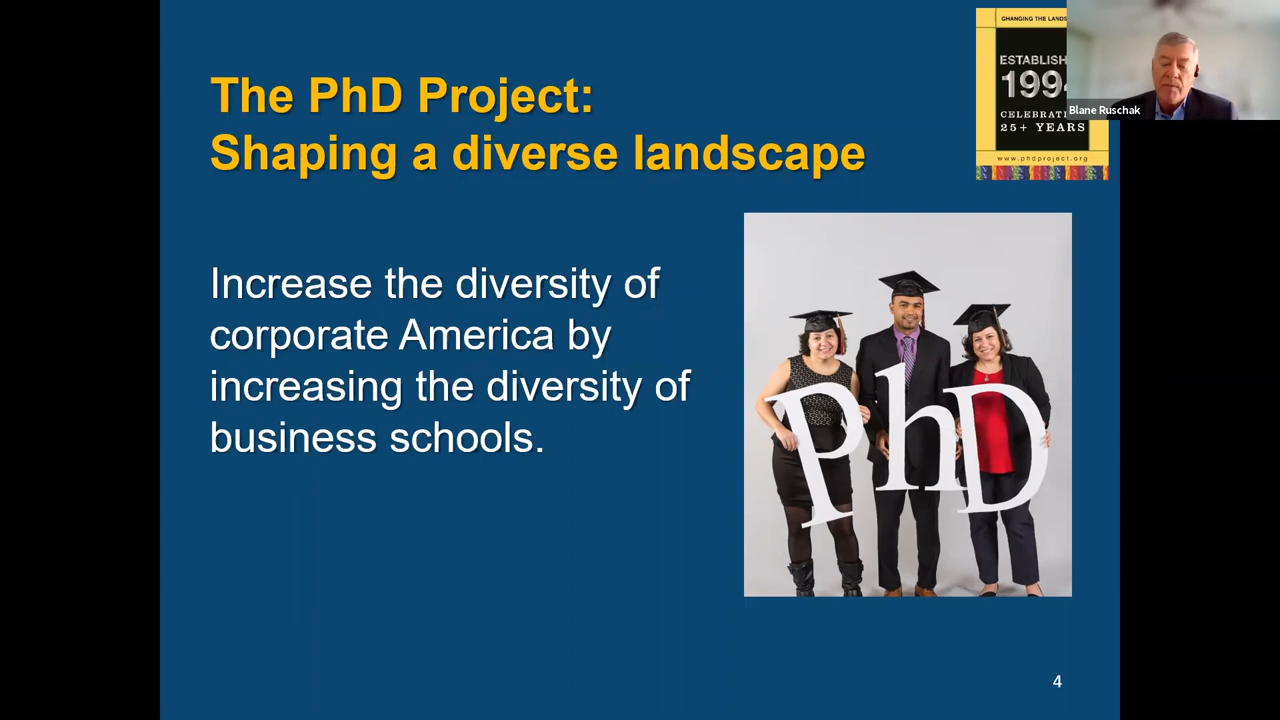 The PhD Project:
Shaping a diverse landscape
CHANGING THE LANDS
ESTABLISH
199
CELEBRAT
25+ YEARS
www.phdproject.org
Blane Ruschak
Increase the diversity of
corporate America by
increasing the diversity of
business schools.
PhD
4